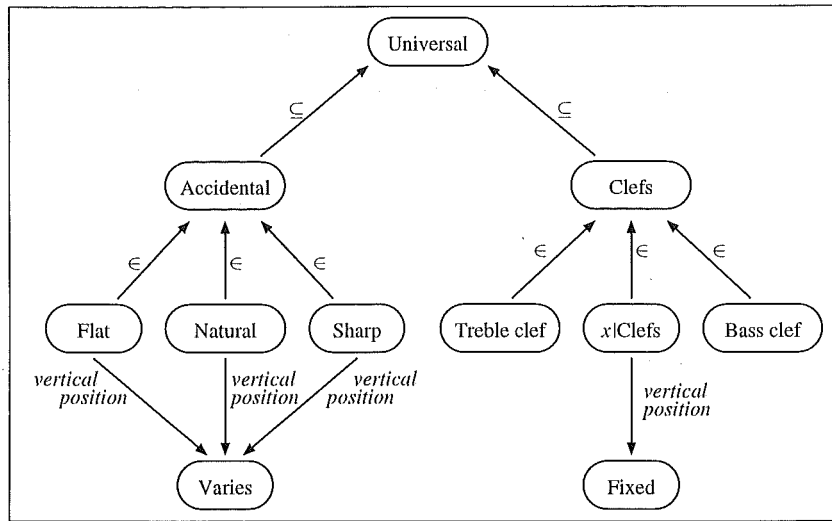 Universal
⊆ ⊆
Accidental Clefs
∈ ∈ ∈ ∈ ∈ ∈
Flat Natural Sharp Treble clef x|Clefs Bass clef
vertical vertical vertical vertical
position position position position
Varies Fixed